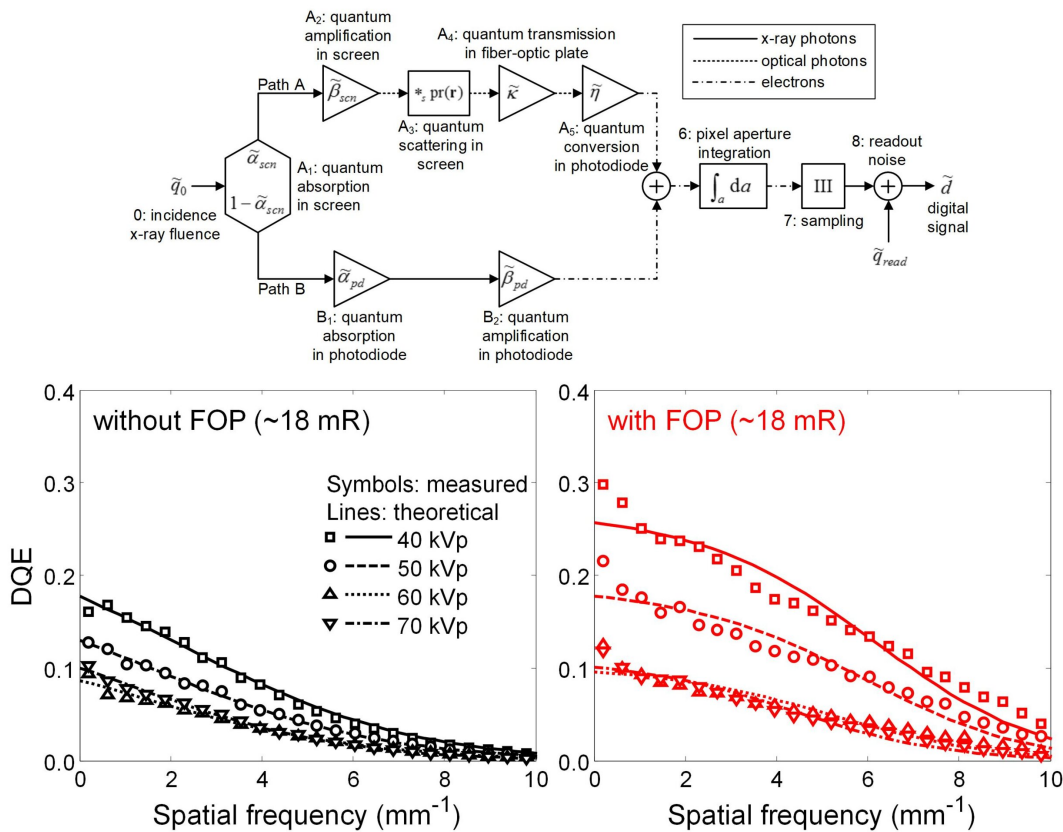 A₂: quantum
amplification
in screen
A₄: quantum transmission
in fiber-optic plate
x-ray photons
optical photons
electrons
Path A
β̃scn
*s pr(r)
κ̃
η̃
A₃: quantum
scattering in
screen
A₅: quantum
conversion
in photodiode
6: pixel aperture
integration
8: readout
noise
α̃scn
1−α̃scn
A₁: quantum
absorption
in screen
q̃₀
0: incidence
x-ray fluence
+
∫a da
III
7: sampling
+
d̃
digital
signal
q̃read
Path B
α̃pd
β̃pd
B₁: quantum
absorption
in photodiode
B₂: quantum
amplification
in photodiode
without FOP (~18 mR)
Symbols: measured
Lines: theoretical
40 kVp
50 kVp
60 kVp
70 kVp
DQE
0.4
0.3
0.2
0.1
0.0
0 2 4 6 8 10
Spatial frequency (mm⁻¹)
with FOP (~18 mR)
0.4
0.3
0.2
0.1
0.0
0 2 4 6 8 10
Spatial frequency (mm⁻¹)